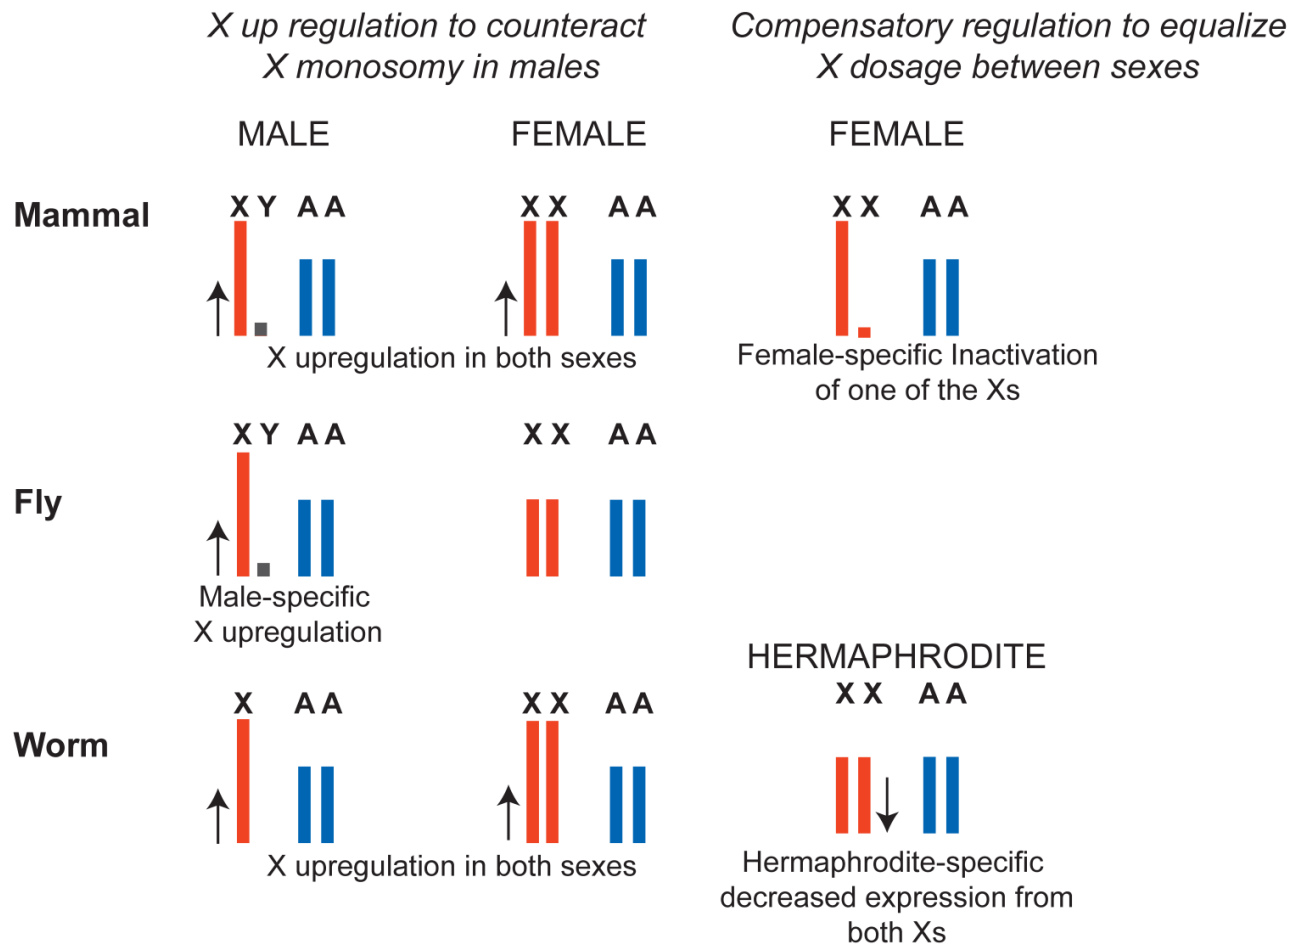 X up regulation to counteract
X monosomy in males
Compensatory regulation to equalize
X dosage between sexes
MALE
FEMALE
FEMALE
Mammal
X Y A A
X X A A
X X A A
X upregulation in both sexes
Female-specific Inactivation
of one of the Xs
Fly
X Y A A
X X A A
Male-specific
X upregulation
HERMAPHRODITE
Worm
X A A
X X A A
X X A A
X upregulation in both sexes
Hermaphrodite-specific
decreased expression from
both Xs